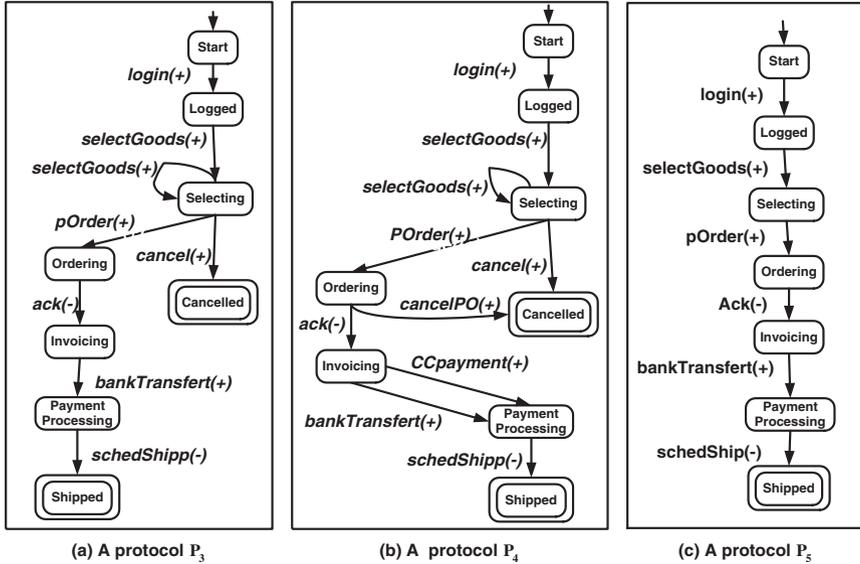 Start
login(+)
Logged
selectGoods(+)
selectGoods(+)
Selecting
pOrder(+)
cancel(+)
Ordering
Cancelled
ack(-)
Invoicing
bankTransfert(+)
Payment
Processing
schedShipp(-)
Shipped
(a) A protocol P3
Start
login(+)
Logged
selectGoods(+)
selectGoods(+)
Selecting
POrder(+)
cancel(+)
Ordering
cancelPO(+)
Cancelled
ack(-)
Invoicing
CCpayment(+)
bankTransfert(+)
Payment
Processing
schedShipp(-)
Shipped
(b) A protocol P4
Start
login(+)
Logged
selectGoods(+)
Selecting
pOrder(+)
Ordering
Ack(-)
Invoicing
bankTransfert(+)
Payment
Processing
schedShip(-)
Shipped
(c) A protocol P5